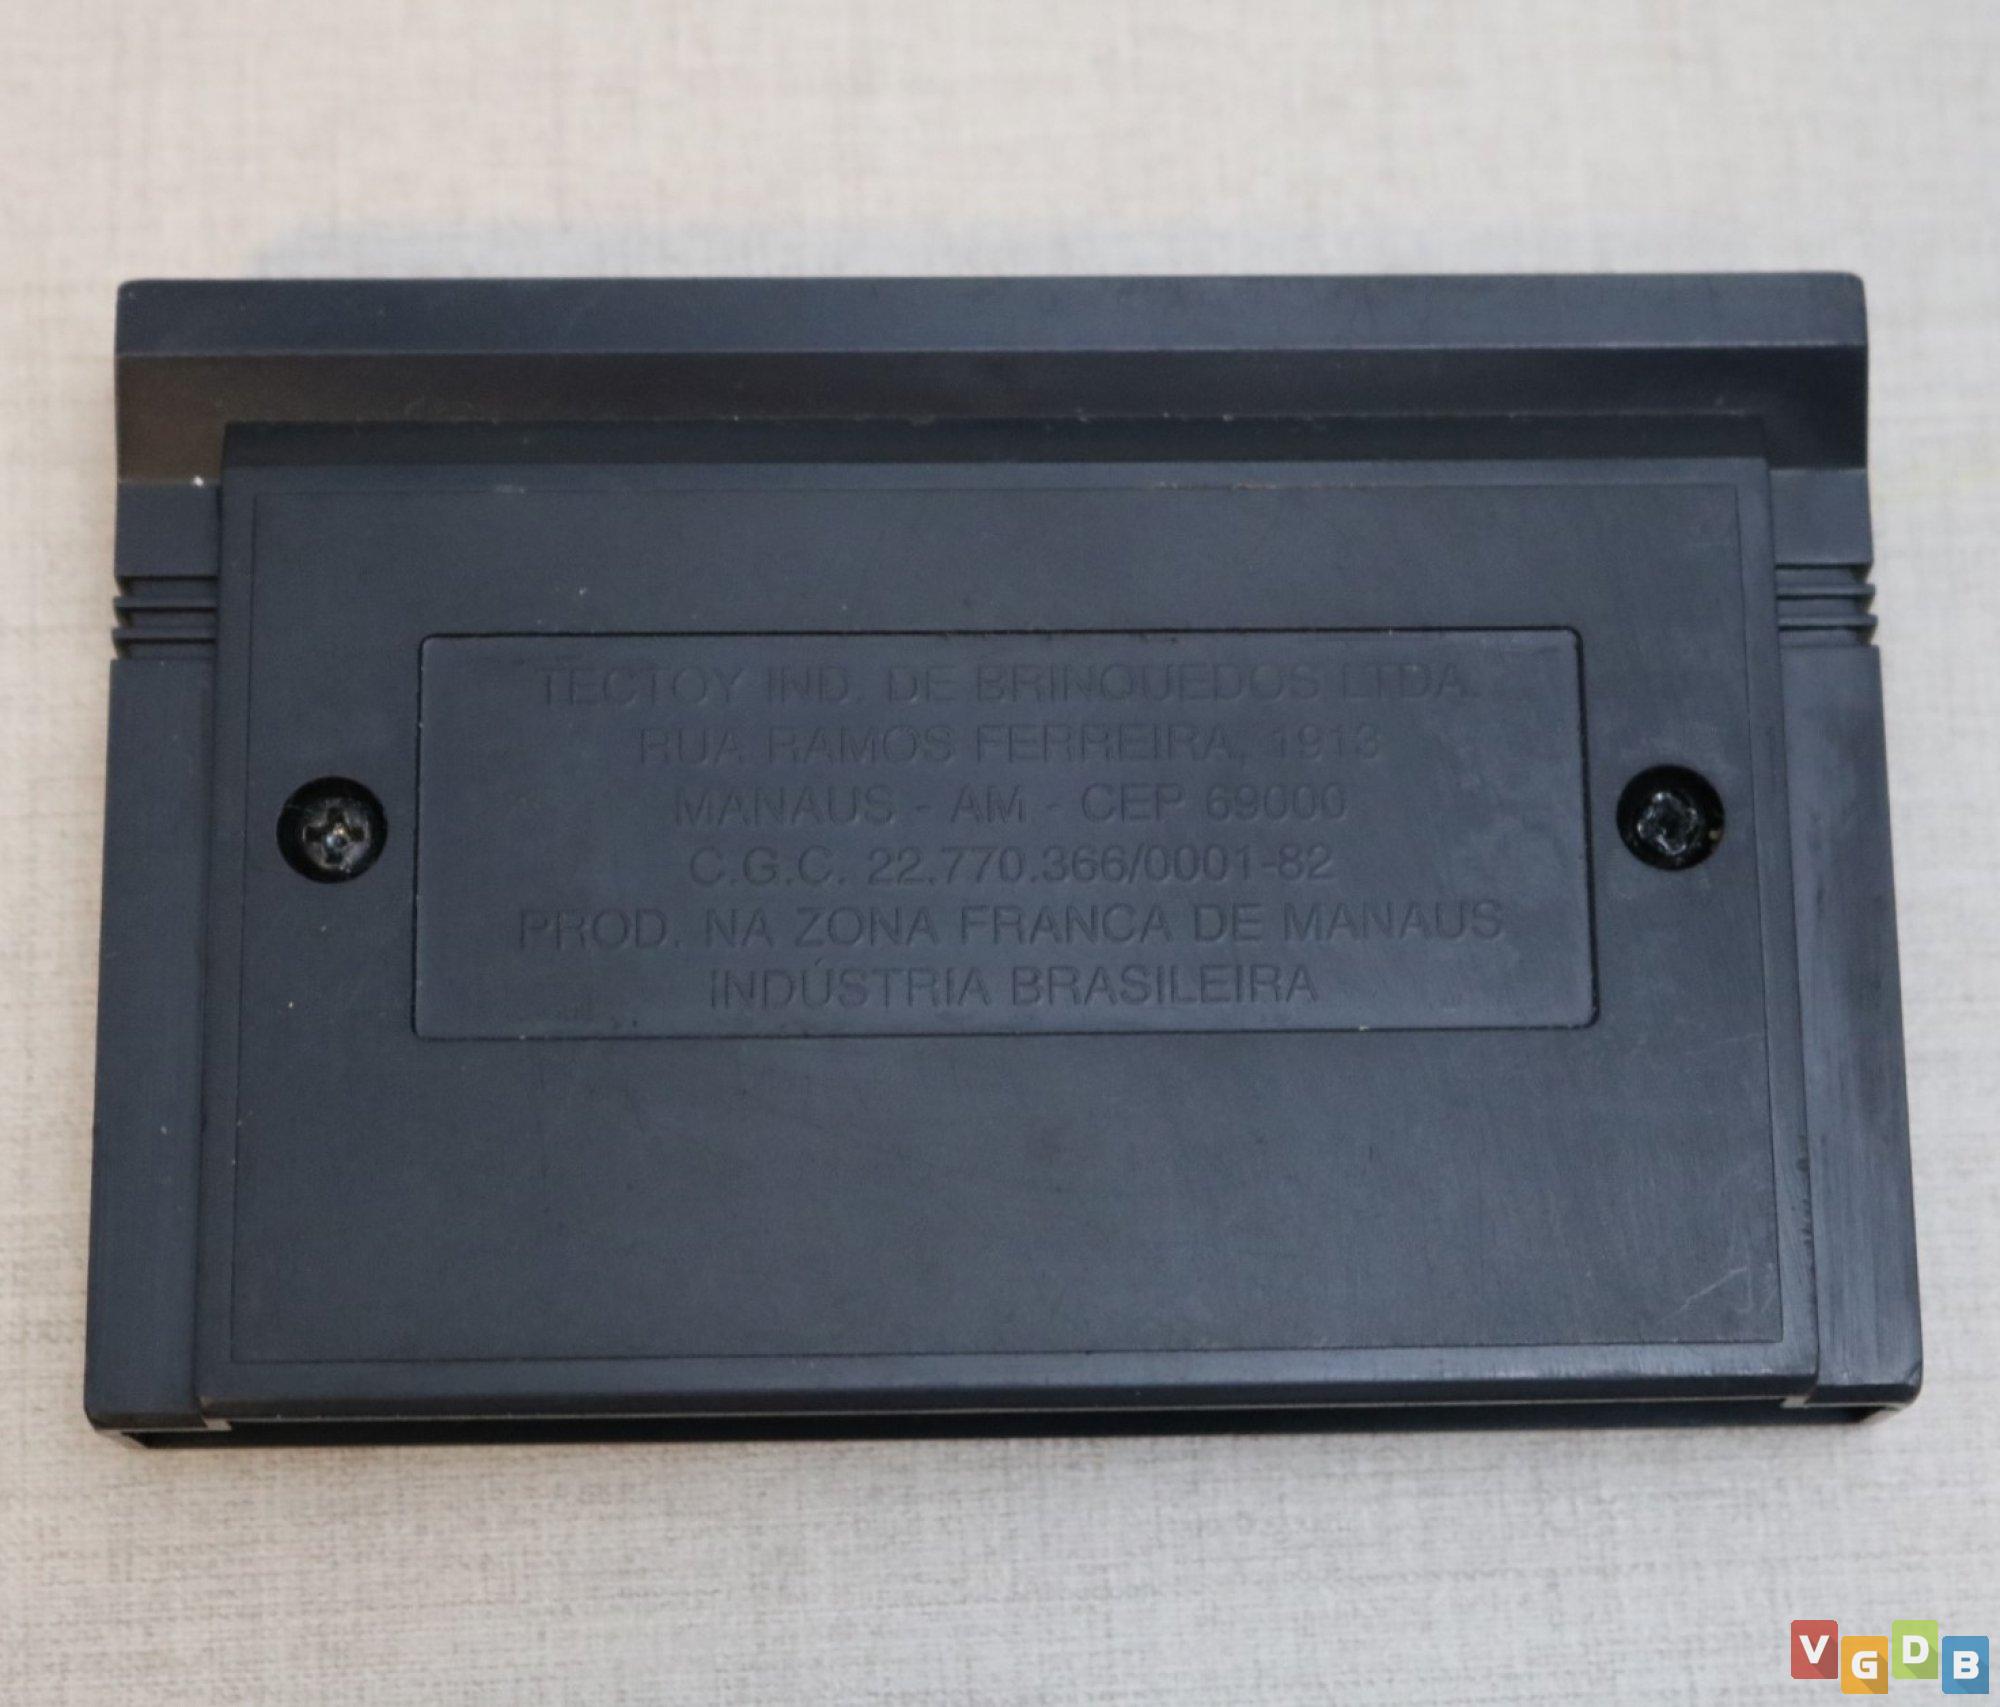 TECTOY IND. DE BRINQUEDOS LTDA.
RUA RAMOS FERREIRA, 1913
MANAUS - AM - CEP 69000
C.G.C. 22.770.366/0001-82
PROD. NA ZONA FRANCA DE MANAUS
INDÚSTRIA BRASILEIRA
VGDB